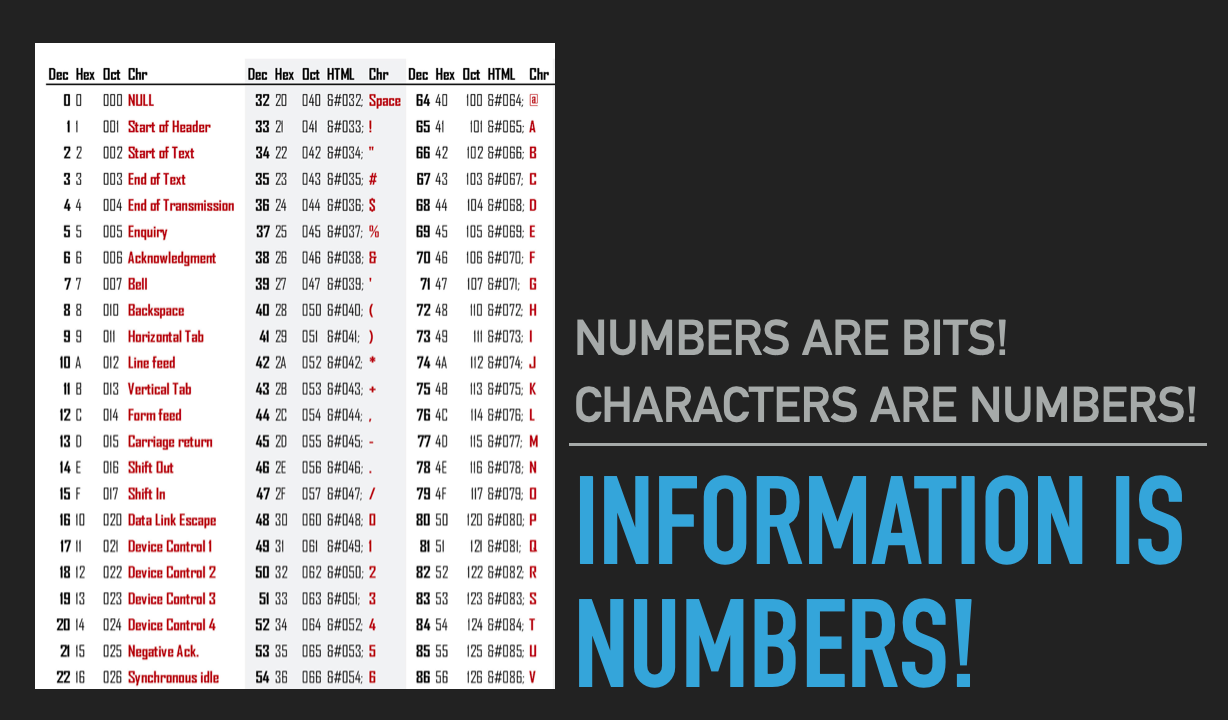 Dec Hex Oct Chr Dec Hex Oct HTML Chr Dec Hex Oct HTML Chr
0 0 000 NULL 32 20 040 &#032; Space 64 40 100 &#064; @
1 1 001 Start of Header 33 21 041 &#033; ! 65 41 101 &#065; A
2 2 002 Start of Text 34 22 042 &#034; " 66 42 102 &#066; B
3 3 003 End of Text 35 23 043 &#035; # 67 43 103 &#067; C
4 4 004 End of Transmission 36 24 044 &#036; $ 68 44 104 &#068; D
5 5 005 Enquiry 37 25 045 &#037; % 69 45 105 &#069; E
6 6 006 Acknowledgment 38 26 046 &#038; & 70 46 106 &#070; F
7 7 007 Bell 39 27 047 &#039; ' 71 47 107 &#071; G
8 8 010 Backspace 40 28 050 &#040; ( 72 48 110 &#072; H
9 9 011 Horizontal Tab 41 29 051 &#041; ) 73 49 111 &#073; I
10 A 012 Line feed 42 2A 052 &#042; * 74 4A 112 &#074; J
11 B 013 Vertical Tab 43 2B 053 &#043; + 75 4B 113 &#075; K
12 C 014 Form feed 44 2C 054 &#044; , 76 4C 114 &#076; L
13 D 015 Carriage return 45 2D 055 &#045; - 77 4D 115 &#077; M
14 E 016 Shift Out 46 2E 056 &#046; . 78 4E 116 &#078; N
15 F 017 Shift In 47 2F 057 &#047; / 79 4F 117 &#079; O
16 10 020 Data Link Escape 48 30 060 &#048; 0 80 50 120 &#080; P
17 11 021 Device Control 1 49 31 061 &#049; 1 81 51 121 &#081; Q
18 12 022 Device Control 2 50 32 062 &#050; 2 82 52 122 &#082; R
19 13 023 Device Control 3 51 33 063 &#051; 3 83 53 123 &#083; S
20 14 024 Device Control 4 52 34 064 &#052; 4 84 54 124 &#084; T
21 15 025 Negative Ack. 53 35 065 &#053; 5 85 55 125 &#085; U
22 16 026 Synchronous idle 54 36 066 &#054; 6 86 56 126 &#086; V
NUMBERS ARE BITS!
CHARACTERS ARE NUMBERS!
INFORMATION IS
NUMBERS!